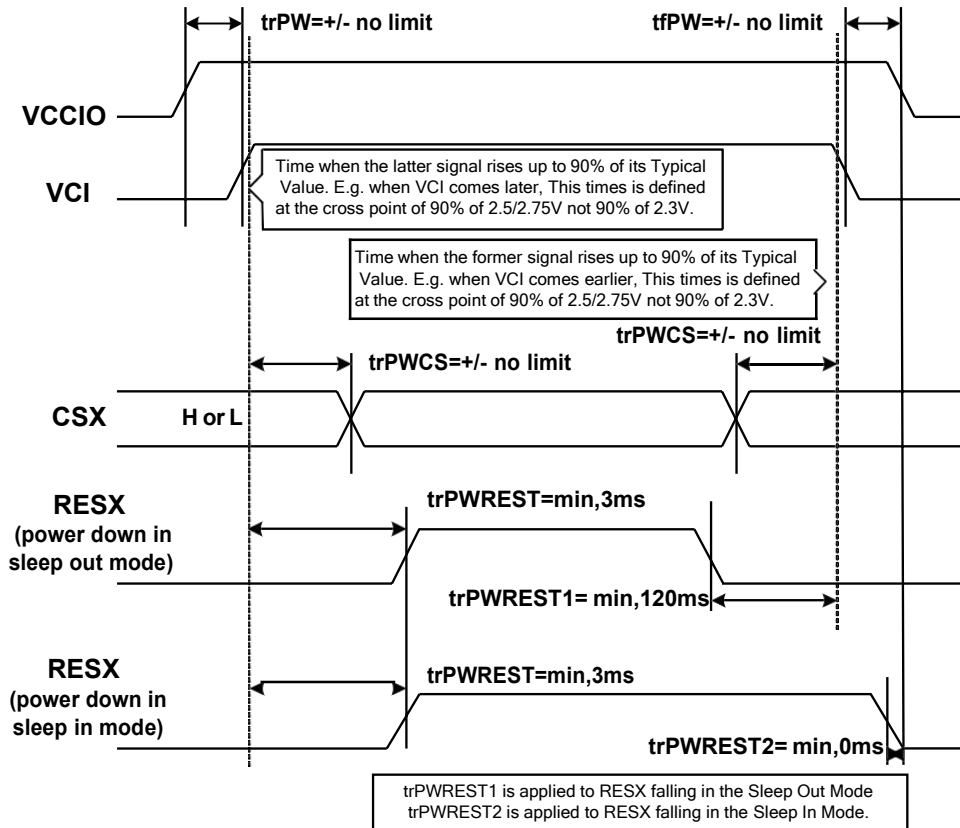 trPW=+/- no limit
tfPW=+/- no limit
VCCIO
VCI
Time when the latter signal rises up to 90% of its Typical
Value. E.g. when VCI comes later, This times is defined
at the cross point of 90% of 2.5/2.75V not 90% of 2.3V.
Time when the former signal rises up to 90% of its Typical
Value. E.g. when VCI comes earlier, This times is defined
at the cross point of 90% of 2.5/2.75V not 90% of 2.3V.
trPWCS=+/- no limit
trPWCS=+/- no limit
CSX
H or L
RESX
(power down in
sleep out mode)
trPWREST=min,3ms
trPWREST1= min,120ms
RESX
(power down in
sleep in mode)
trPWREST=min,3ms
trPWREST2= min,0ms
trPWREST1 is applied to RESX falling in the Sleep Out Mode
trPWREST2 is applied to RESX falling in the Sleep In Mode.